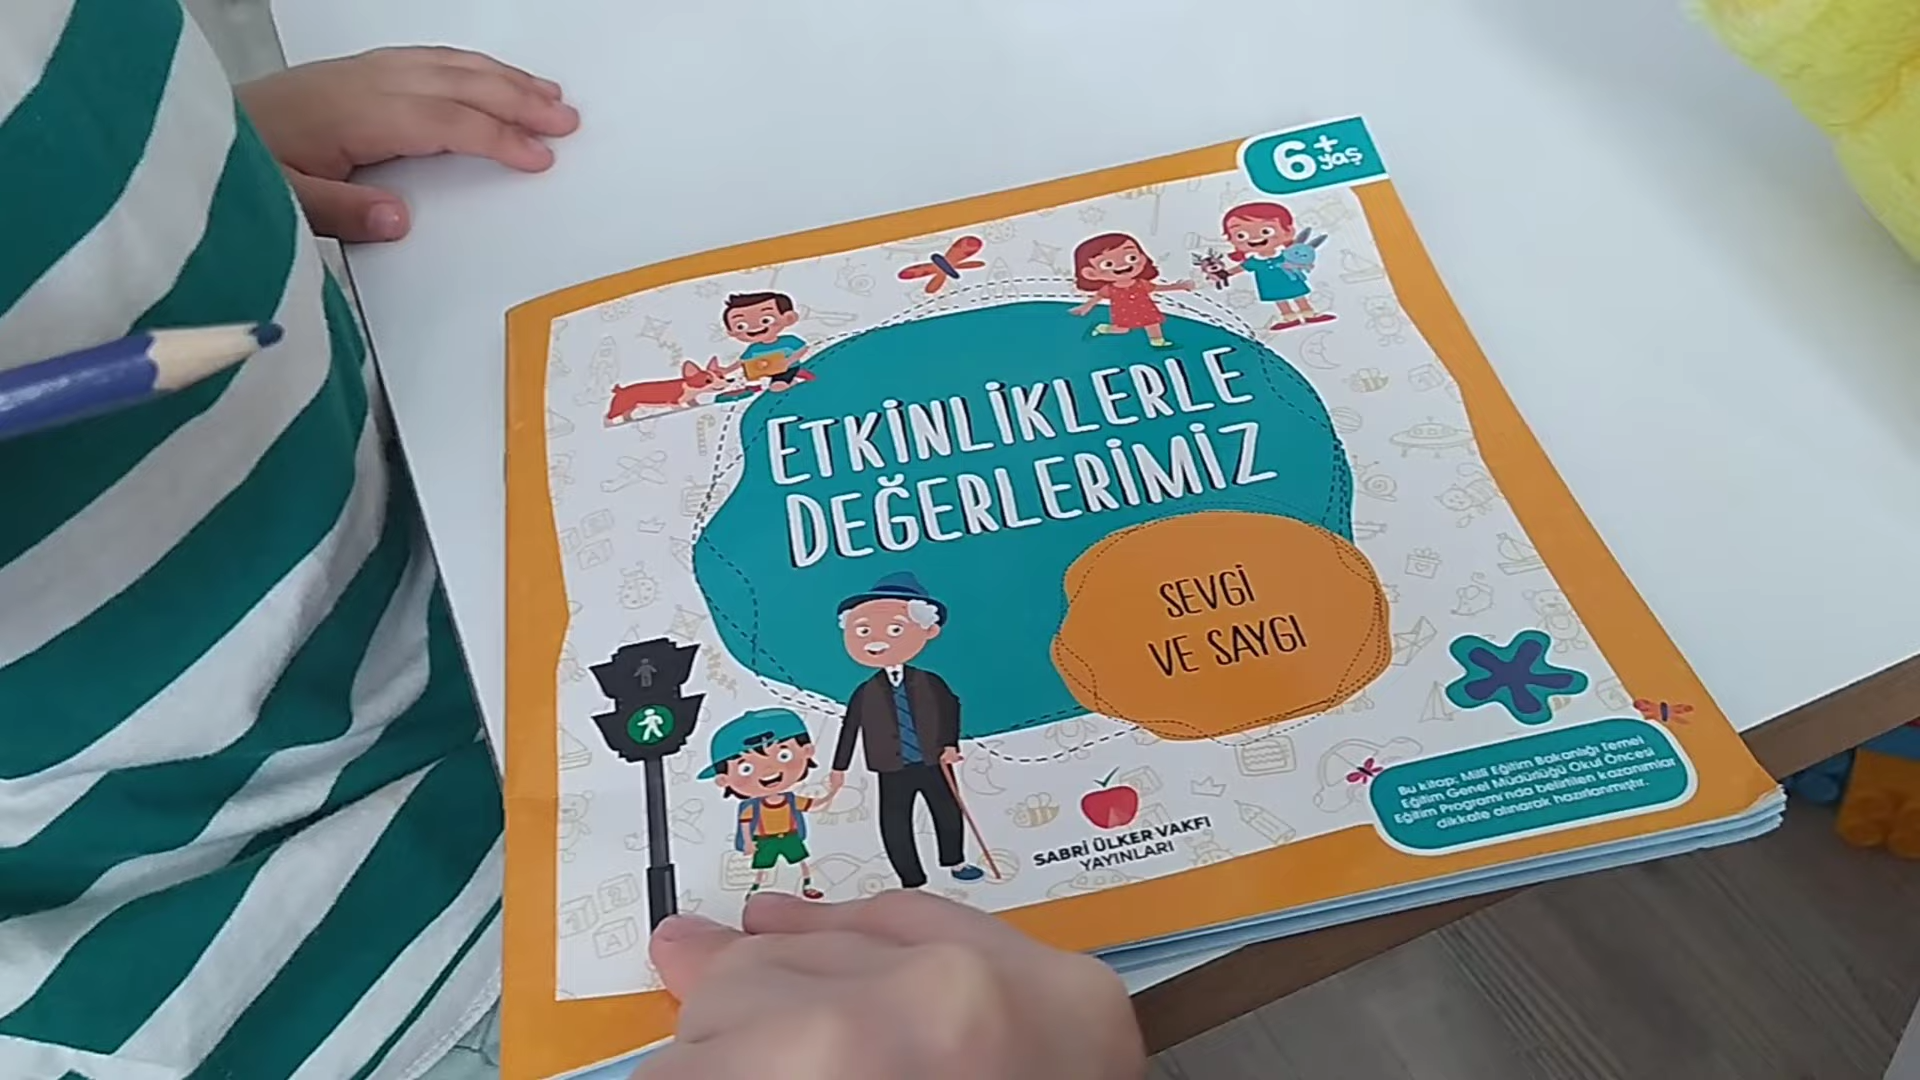 6+ yaş
ETKİNLİKLERLE
DEĞERLERİMİZ
SEVGİ
VE SAYGI
SABRİ ÜLKER VAKFI
YAYINLARI
Bu kitap; Milli Eğitim Bakanlığı Temel
Eğitim Genel Müdürlüğü Okul Öncesi
Eğitim Programı'nda belirtilen kazanımlar
dikkate alınarak hazırlanmıştır.